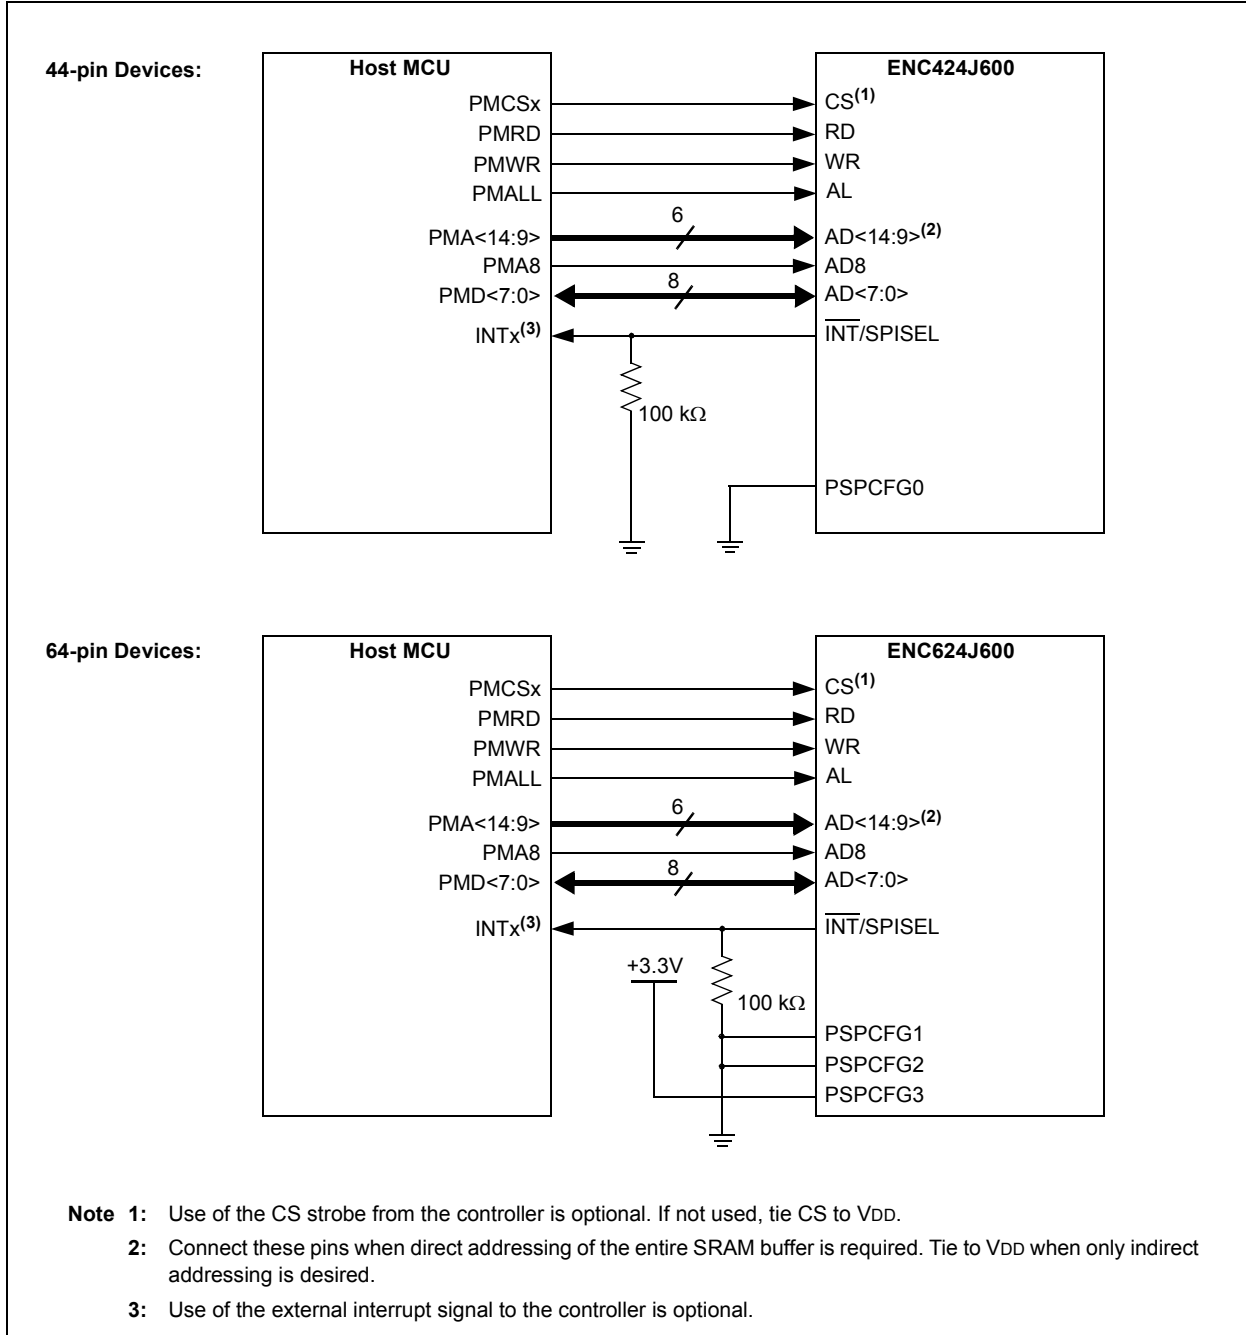 44-pin Devices:
Host MCU
ENC424J600
PMCSx
CS(1)
PMRD
RD
PMWR
WR
PMALL
AL
6
PMA<14:9>
AD<14:9>(2)
PMA8
AD8
8
PMD<7:0>
AD<7:0>
INTx(3)
INT/SPISEL
100 kΩ
PSPCFG0
64-pin Devices:
Host MCU
ENC624J600
PMCSx
CS(1)
PMRD
RD
PMWR
WR
PMALL
AL
6
PMA<14:9>
AD<14:9>(2)
PMA8
AD8
8
PMD<7:0>
AD<7:0>
INTx(3)
INT/SPISEL
+3.3V
100 kΩ
PSPCFG1
PSPCFG2
PSPCFG3
Note 1: Use of the CS strobe from the controller is optional. If not used, tie CS to VDD.
2: Connect these pins when direct addressing of the entire SRAM buffer is required. Tie to VDD when only indirect
addressing is desired.
3: Use of the external interrupt signal to the controller is optional.